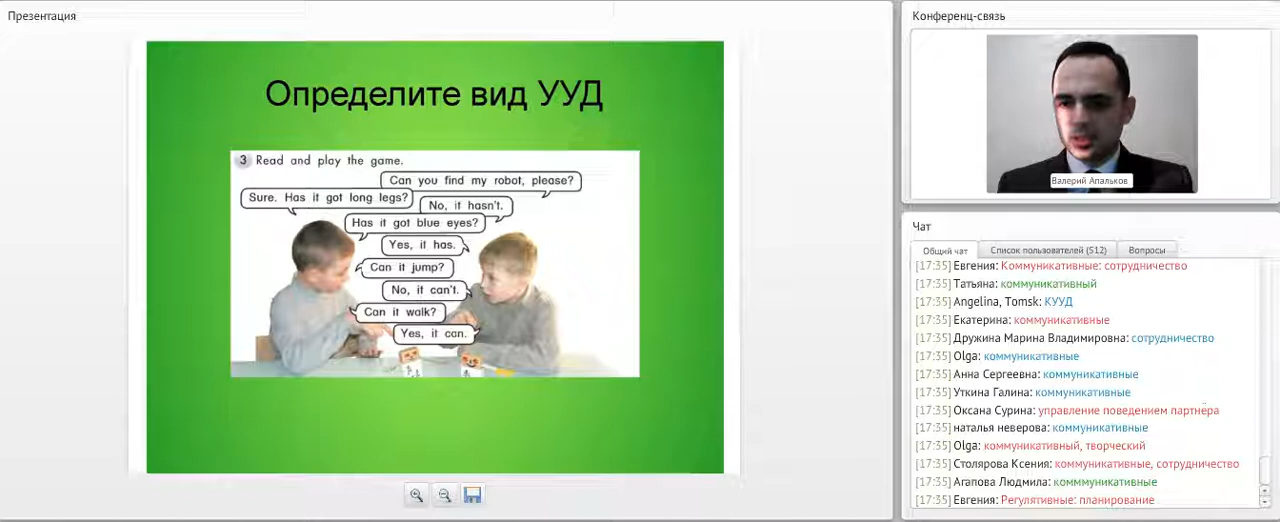 Презентация
Определите вид УУД
3 Read and play the game.
Can you find my robot, please?
Sure. Has it got long legs?
No, it hasn't.
Has it got blue eyes?
Yes, it has.
Can it jump?
No, it can't.
Can it walk?
Yes, it can.
Конференц-связь
Валерий Апальков
Чат
Общий чат
Список пользователей (512)
Вопросы
[17:35] Евгения: Коммуникативные: сотрудничество
[17:35] Татьяна: коммуникативный
[17:35] Angelina, Tomsk: КУУД
[17:35] Екатерина: коммуникативные
[17:35] Дружина Марина Владимировна: сотрудничество
[17:35] Olga: коммуникативные
[17:35] Анна Сергеевна: коммуникативные
[17:35] Уткина Галина: коммуникативные
[17:35] Оксана Сурина: управление поведением партнёра
[17:35] наталья неверова: коммуникативные
[17:35] Olga: коммуникативный, творческий
[17:35] Столярова Ксения: коммуникативные, сотрудничество
[17:35] Агапова Людмила: комммуникативные
[17:35] Евгения: Регулятивные: планирование